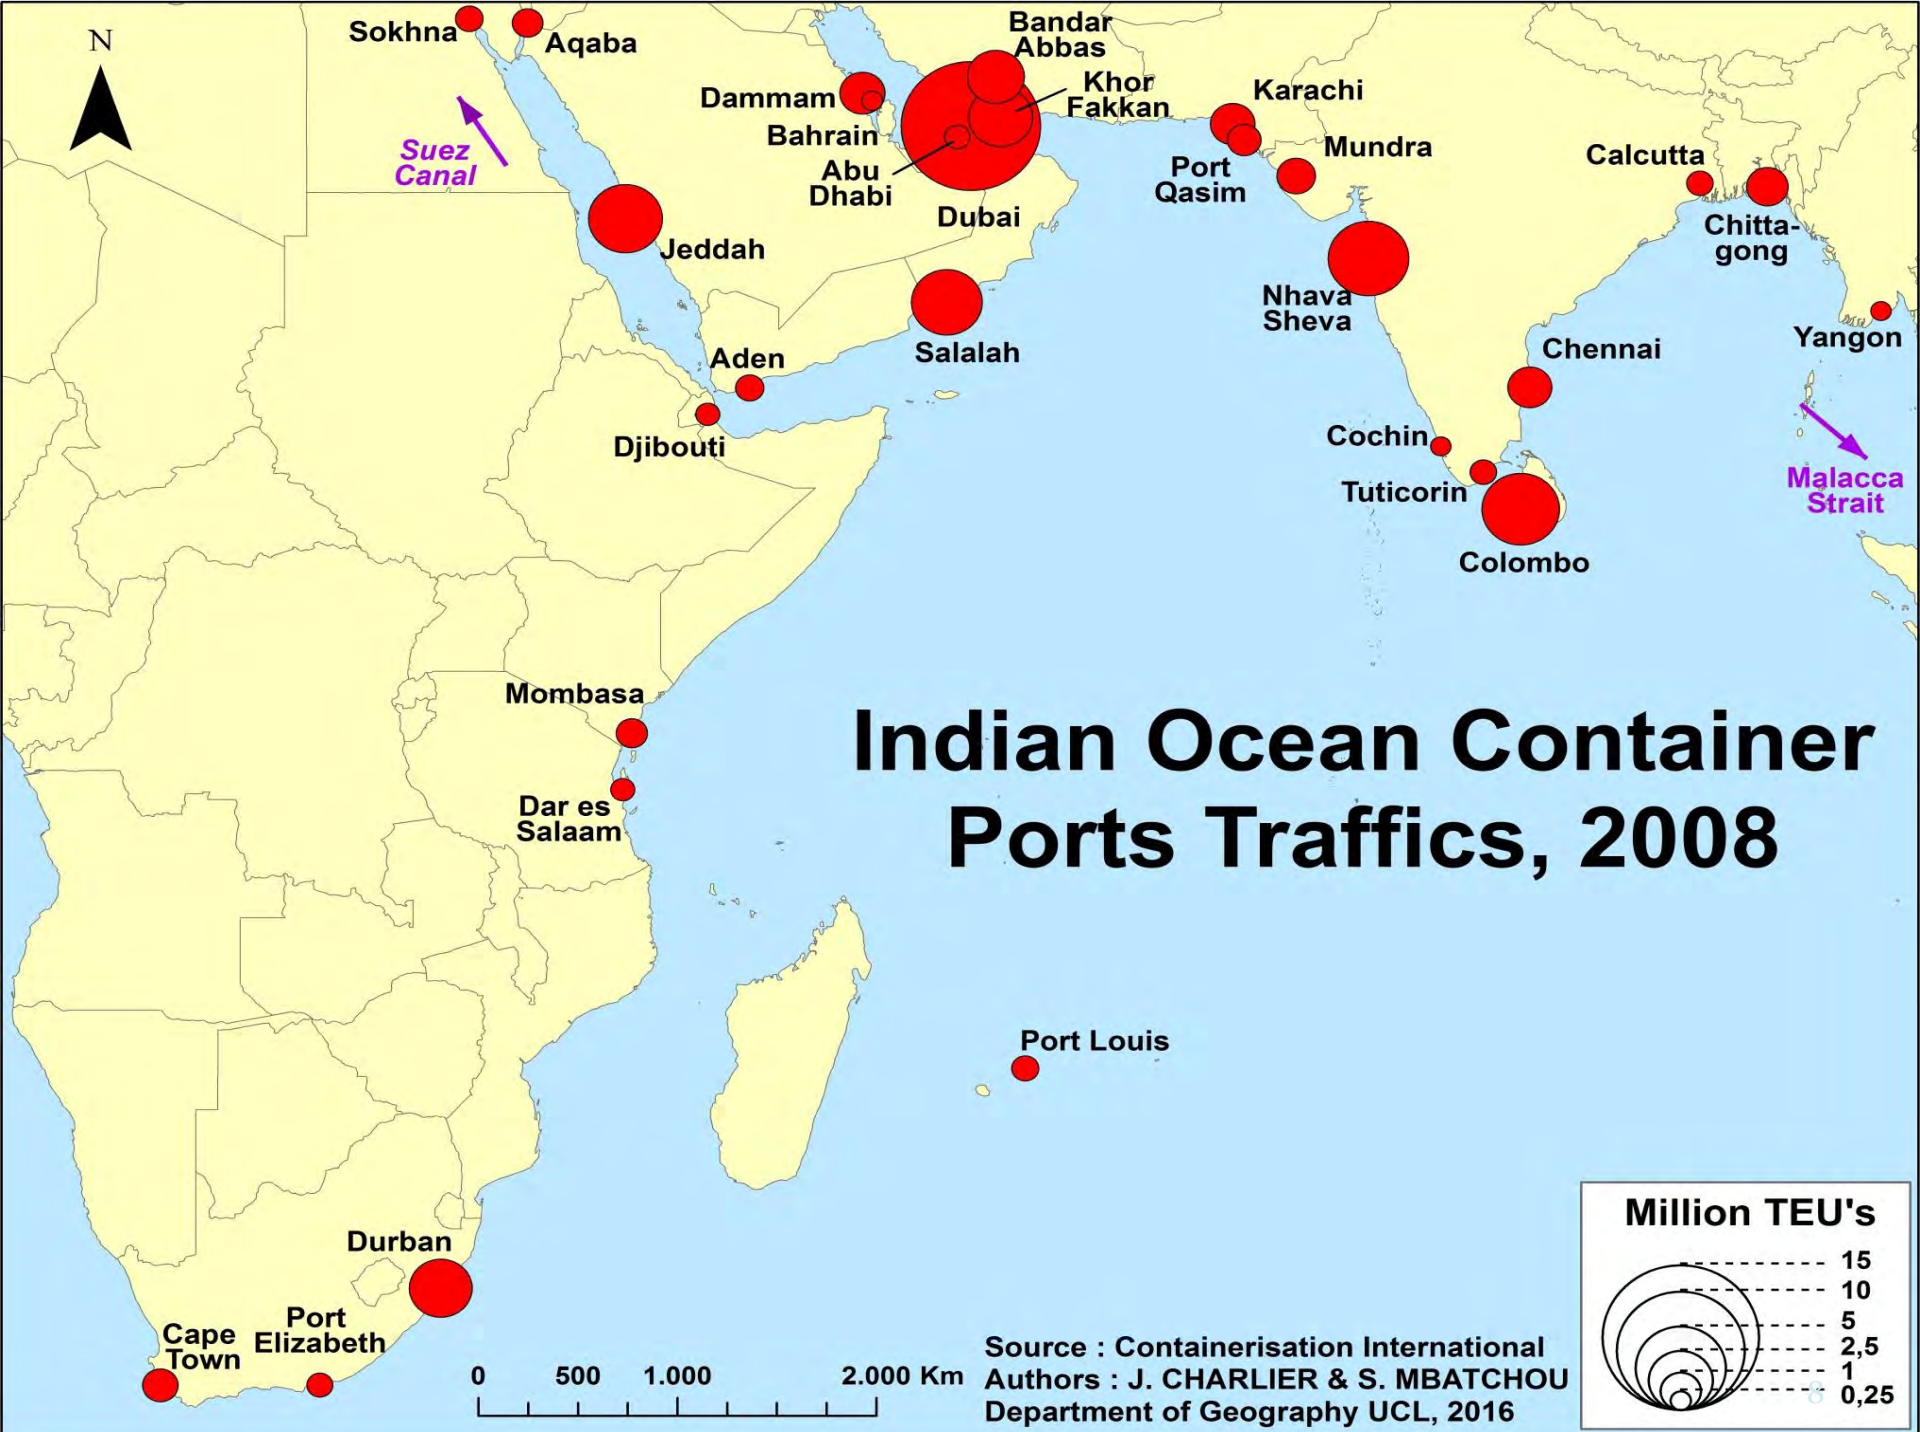 N
Sokhna
Aqaba
Suez
Canal
Jeddah
Dammam
Bahrain
Abu
Dhabi
Dubai
Bandar
Abbas
Khor
Fakkan
Karachi
Port
Qasim
Mundra
Calcutta
Chitta-
gong
Nhava
Sheva
Yangon
Salalah
Aden
Djibouti
Chennai
Cochin
Tuticorin
Colombo
Malacca
Strait
Mombasa
Dar es
Salaam
Indian Ocean Container
Ports Traffics, 2008
Port Louis
Durban
Port
Elizabeth
Cape
Town
0 500 1.000 2.000 Km
Source : Containerisation International
Authors : J. CHARLIER & S. MBATCHOU
Department of Geography UCL, 2016
Million TEU's
15
10
5
2,5
1
0,25
8